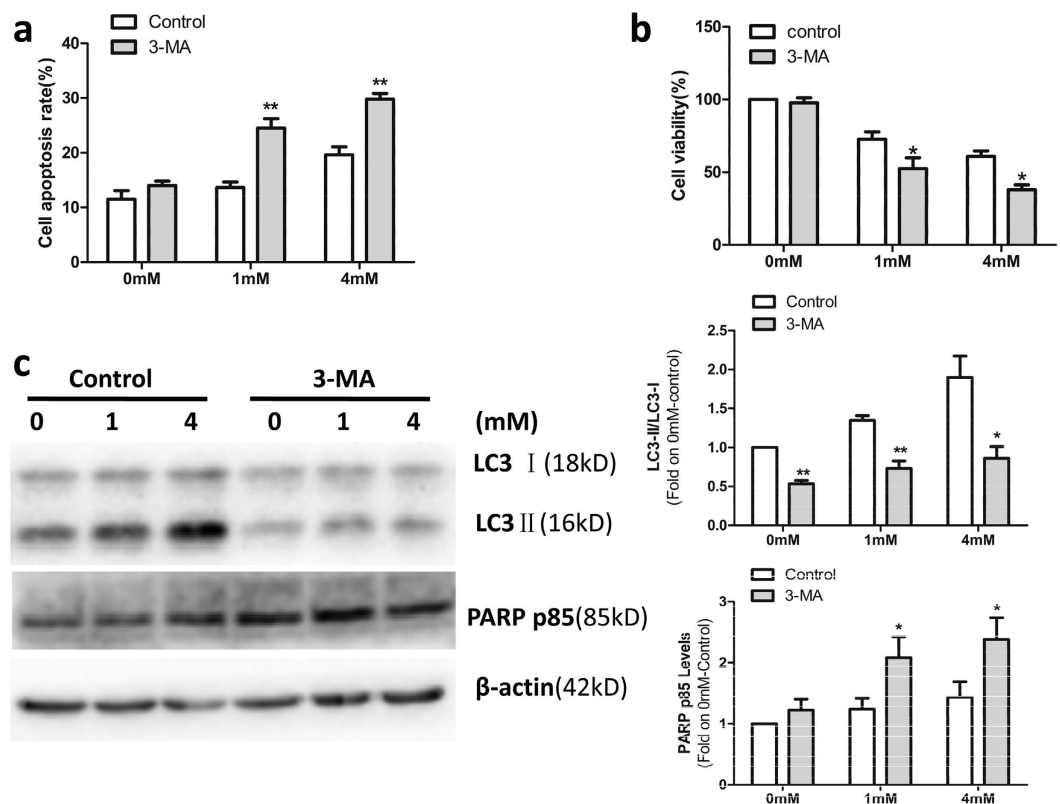 a
Control
3-MA
Cell apoptosis rate(%)
40
30
20
10
0
**
**
0mM
1mM
4mM
b
control
3-MA
Cell viability(%)
150
100
50
0
*
*
0mM
1mM
4mM
c
Control
3-MA
0
1
4
0
1
4
(mM)
LC3 Ⅰ(18kD)
LC3 Ⅱ(16kD)
PARP p85(85kD)
β-actin(42kD)
Control
3-MA
LC3-II/LC3-I
(Fold on 0mM-control)
2.5
2.0
1.5
1.0
0.5
0.0
**
**
*
0mM
1mM
4mM
Control
3-MA
PARP p85 Levels
(Fold on 0mM-Control)
3
2
1
0
*
*
0mM
1mM
4mM